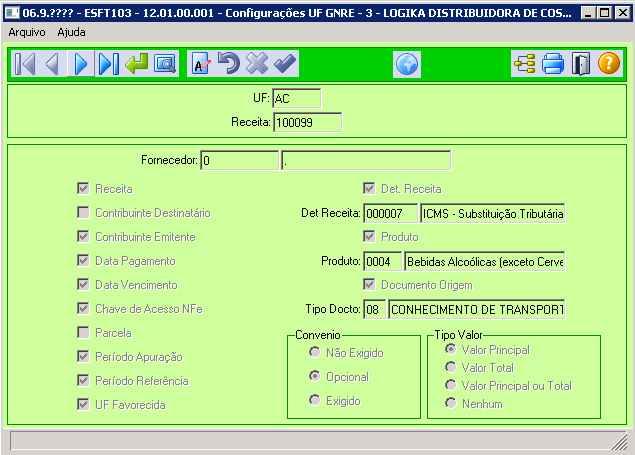 06.9.???? - ESFT103 - 12.01.00.001 - Configurações UF GNRE - 3 - LOGIKA DISTRIBUIDORA DE COS...
Arquivo Ajuda
UF: AC
Receita: 100099
Fornecedor: 0 .
Receita Det. Receita
Contribuinte Destinatário Det Receita: 000007 ICMS - Substituição Tributária
Contribuinte Emitente Produto
Data Pagamento Produto: 0004 Bebidas Alcoólicas (exceto Cerve
Data Vencimento Documento Origem
Chave de Acesso NFe Tipo Docto: 08 CONHECIMENTO DE TRANSPORT
Parcela Convenio Tipo Valor
Período Apuração Não Exigido Valor Principal
Período Referência Opcional Valor Total
UF Favorecida Exigido Valor Principal ou Total
Nenhum